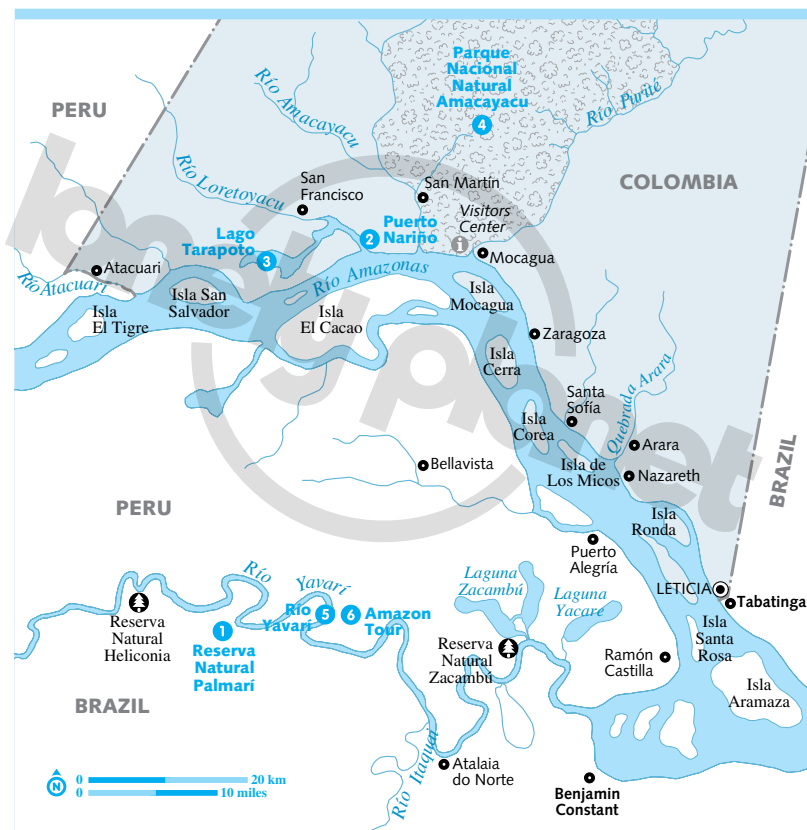 Parque
Nacional
Natural
Amacayacu
4
Río Amacayacu
Río Purité
PERU
Río Loretoyacu
COLOMBIA
San
Francisco
San Martín
Visitors
Center
i
2
Puerto
Nariño
Lago
Tarapoto
3
Mocagua
Atacuari
Río Atacuari
Río Amazonas
Isla San
Salvador
Isla
El Tigre
Isla
El Cacao
Isla
Mocagua
Zaragoza
Isla
Cerra
Santa
Sofía
Quebrada Arara
Isla
Corea
Arara
Isla de
Los Micos
Nazareth
Bellavista
BRAZIL
lonely planet
PERU
Isla
Ronda
Puerto
Alegría
Río Yavarí
Laguna
Zacambú
Laguna
Yacare
LETICIA
Tabatinga
Reserva
Natural
Heliconia
1
Reserva
Natural
Palmarí
Río
Yavarí
5
6
Amazon
Tour
Reserva
Natural
Zacambú
Ramón
Castilla
Isla
Santa
Rosa
Isla
Aramaza
BRAZIL
Río Itaquai
Atalaia
do Norte
Benjamin
Constant
N
0 20 km
0 10 miles